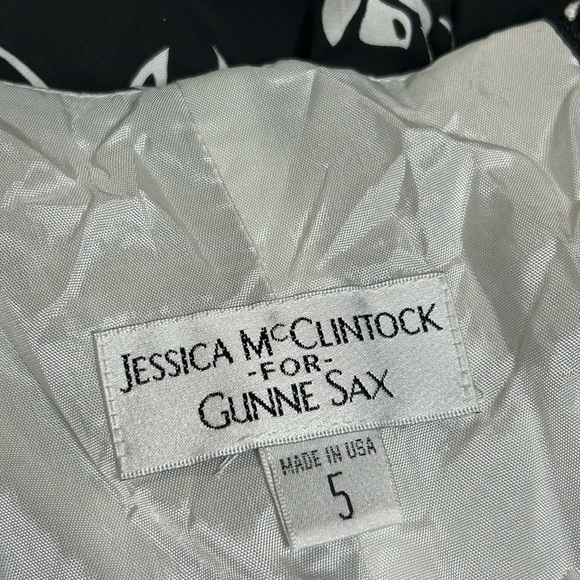 JESSICA MCCLINTOCK
-FOR-
GUNNE SAX
MADE IN USA
5